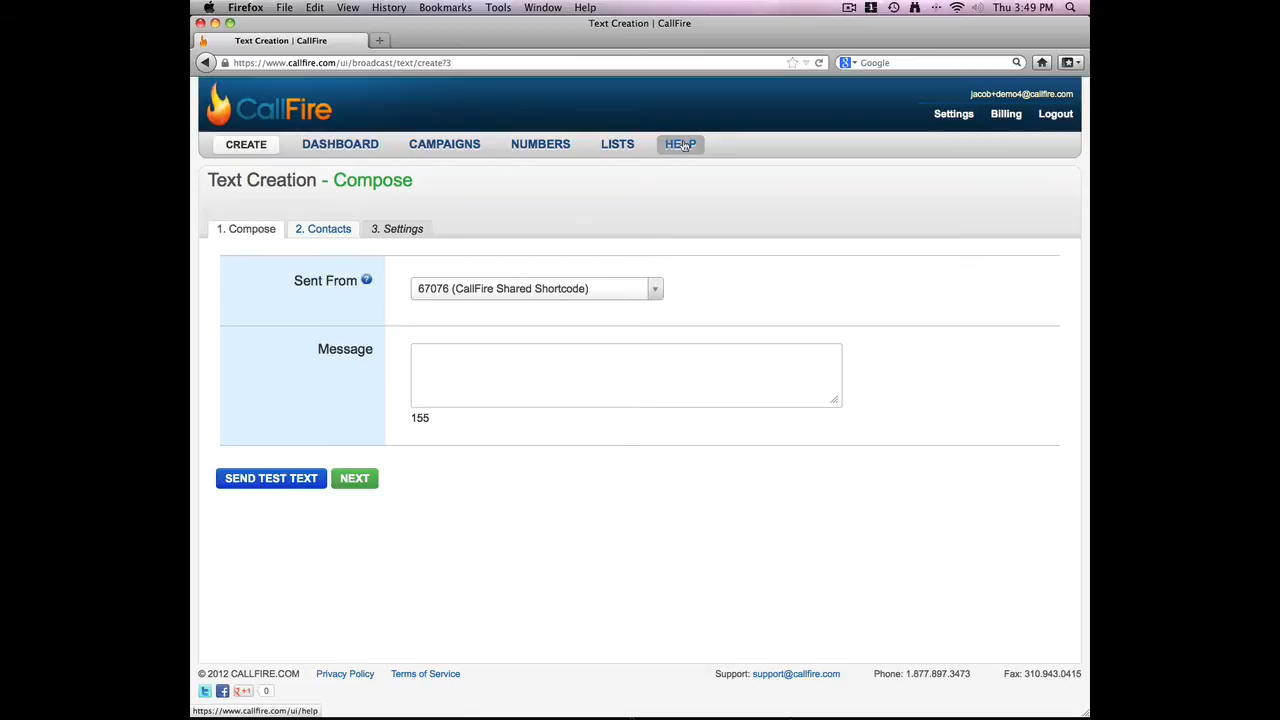 Firefox File Edit View History Bookmarks Tools Window Help Thu 3:49 PM
Text Creation | CallFire
Text Creation | CallFire
https://www.callfire.com/ui/broadcast/text/create?3
Google
CallFire
jacob+demo4@callfire.com
Settings Billing Logout
CREATE DASHBOARD CAMPAIGNS NUMBERS LISTS HELP
Text Creation - Compose
1. Compose 2. Contacts 3. Settings
Sent From ?
67076 (CallFire Shared Shortcode)
Message
155
SEND TEST TEXT NEXT
© 2012 CALLFIRE.COM Privacy Policy Terms of Service Support: support@callfire.com Phone: 1.877.897.3473 Fax: 310.943.0415
+1 0
https://www.callfire.com/ui/help